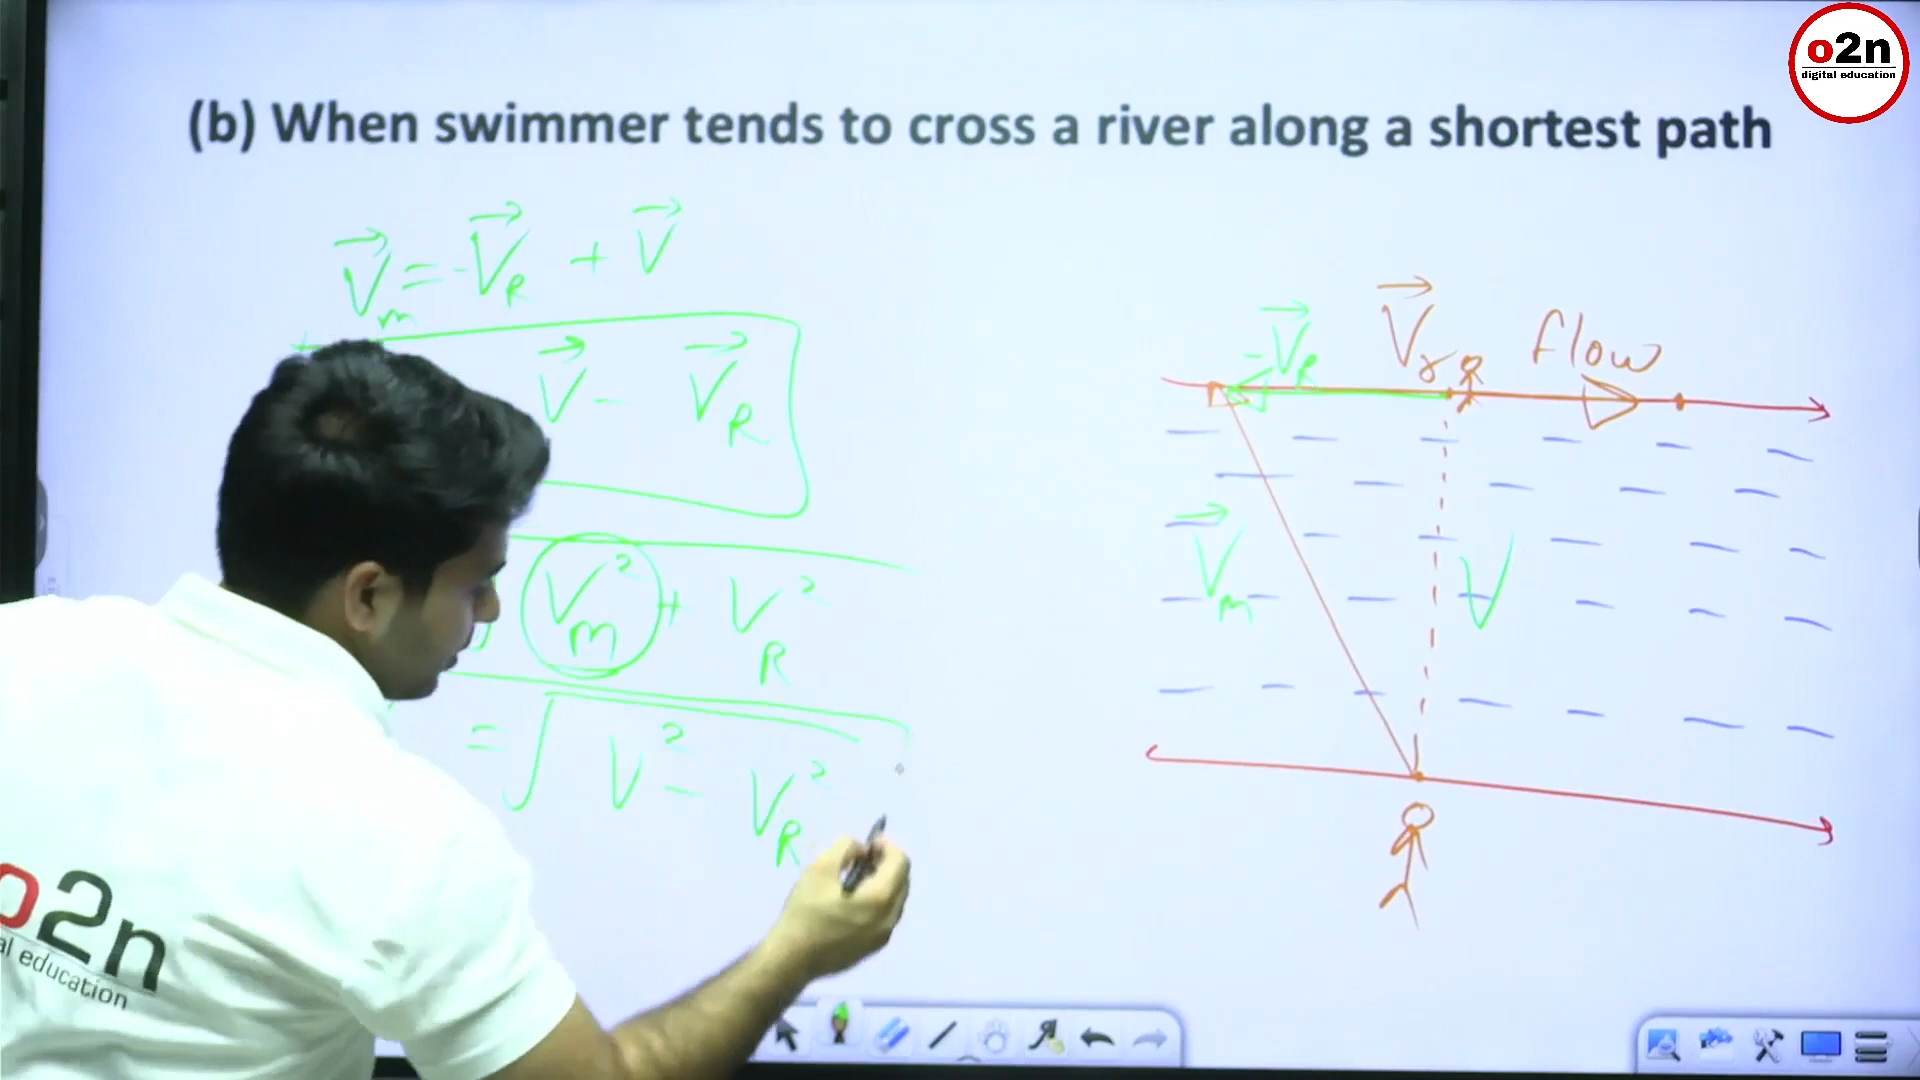 o2n
digital education
(b) When swimmer tends to cross a river along a shortest path
V⃗m = -V⃗R + V⃗
V⃗ - V⃗R
Vm² + VR²
= √V² - VR²
-V⃗R
flow
V⃗m
V
o2n
al education